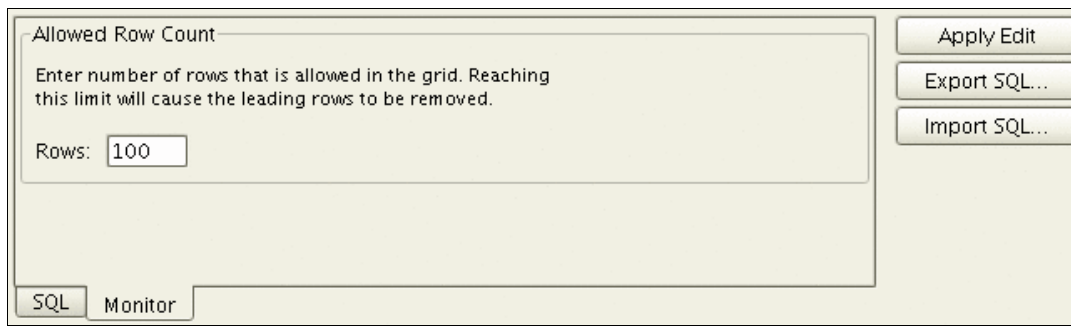 Allowed Row Count
Enter number of rows that is allowed in the grid. Reaching
this limit will cause the leading rows to be removed.
Rows: 100
Apply Edit
Export SQL...
Import SQL...
SQL Monitor